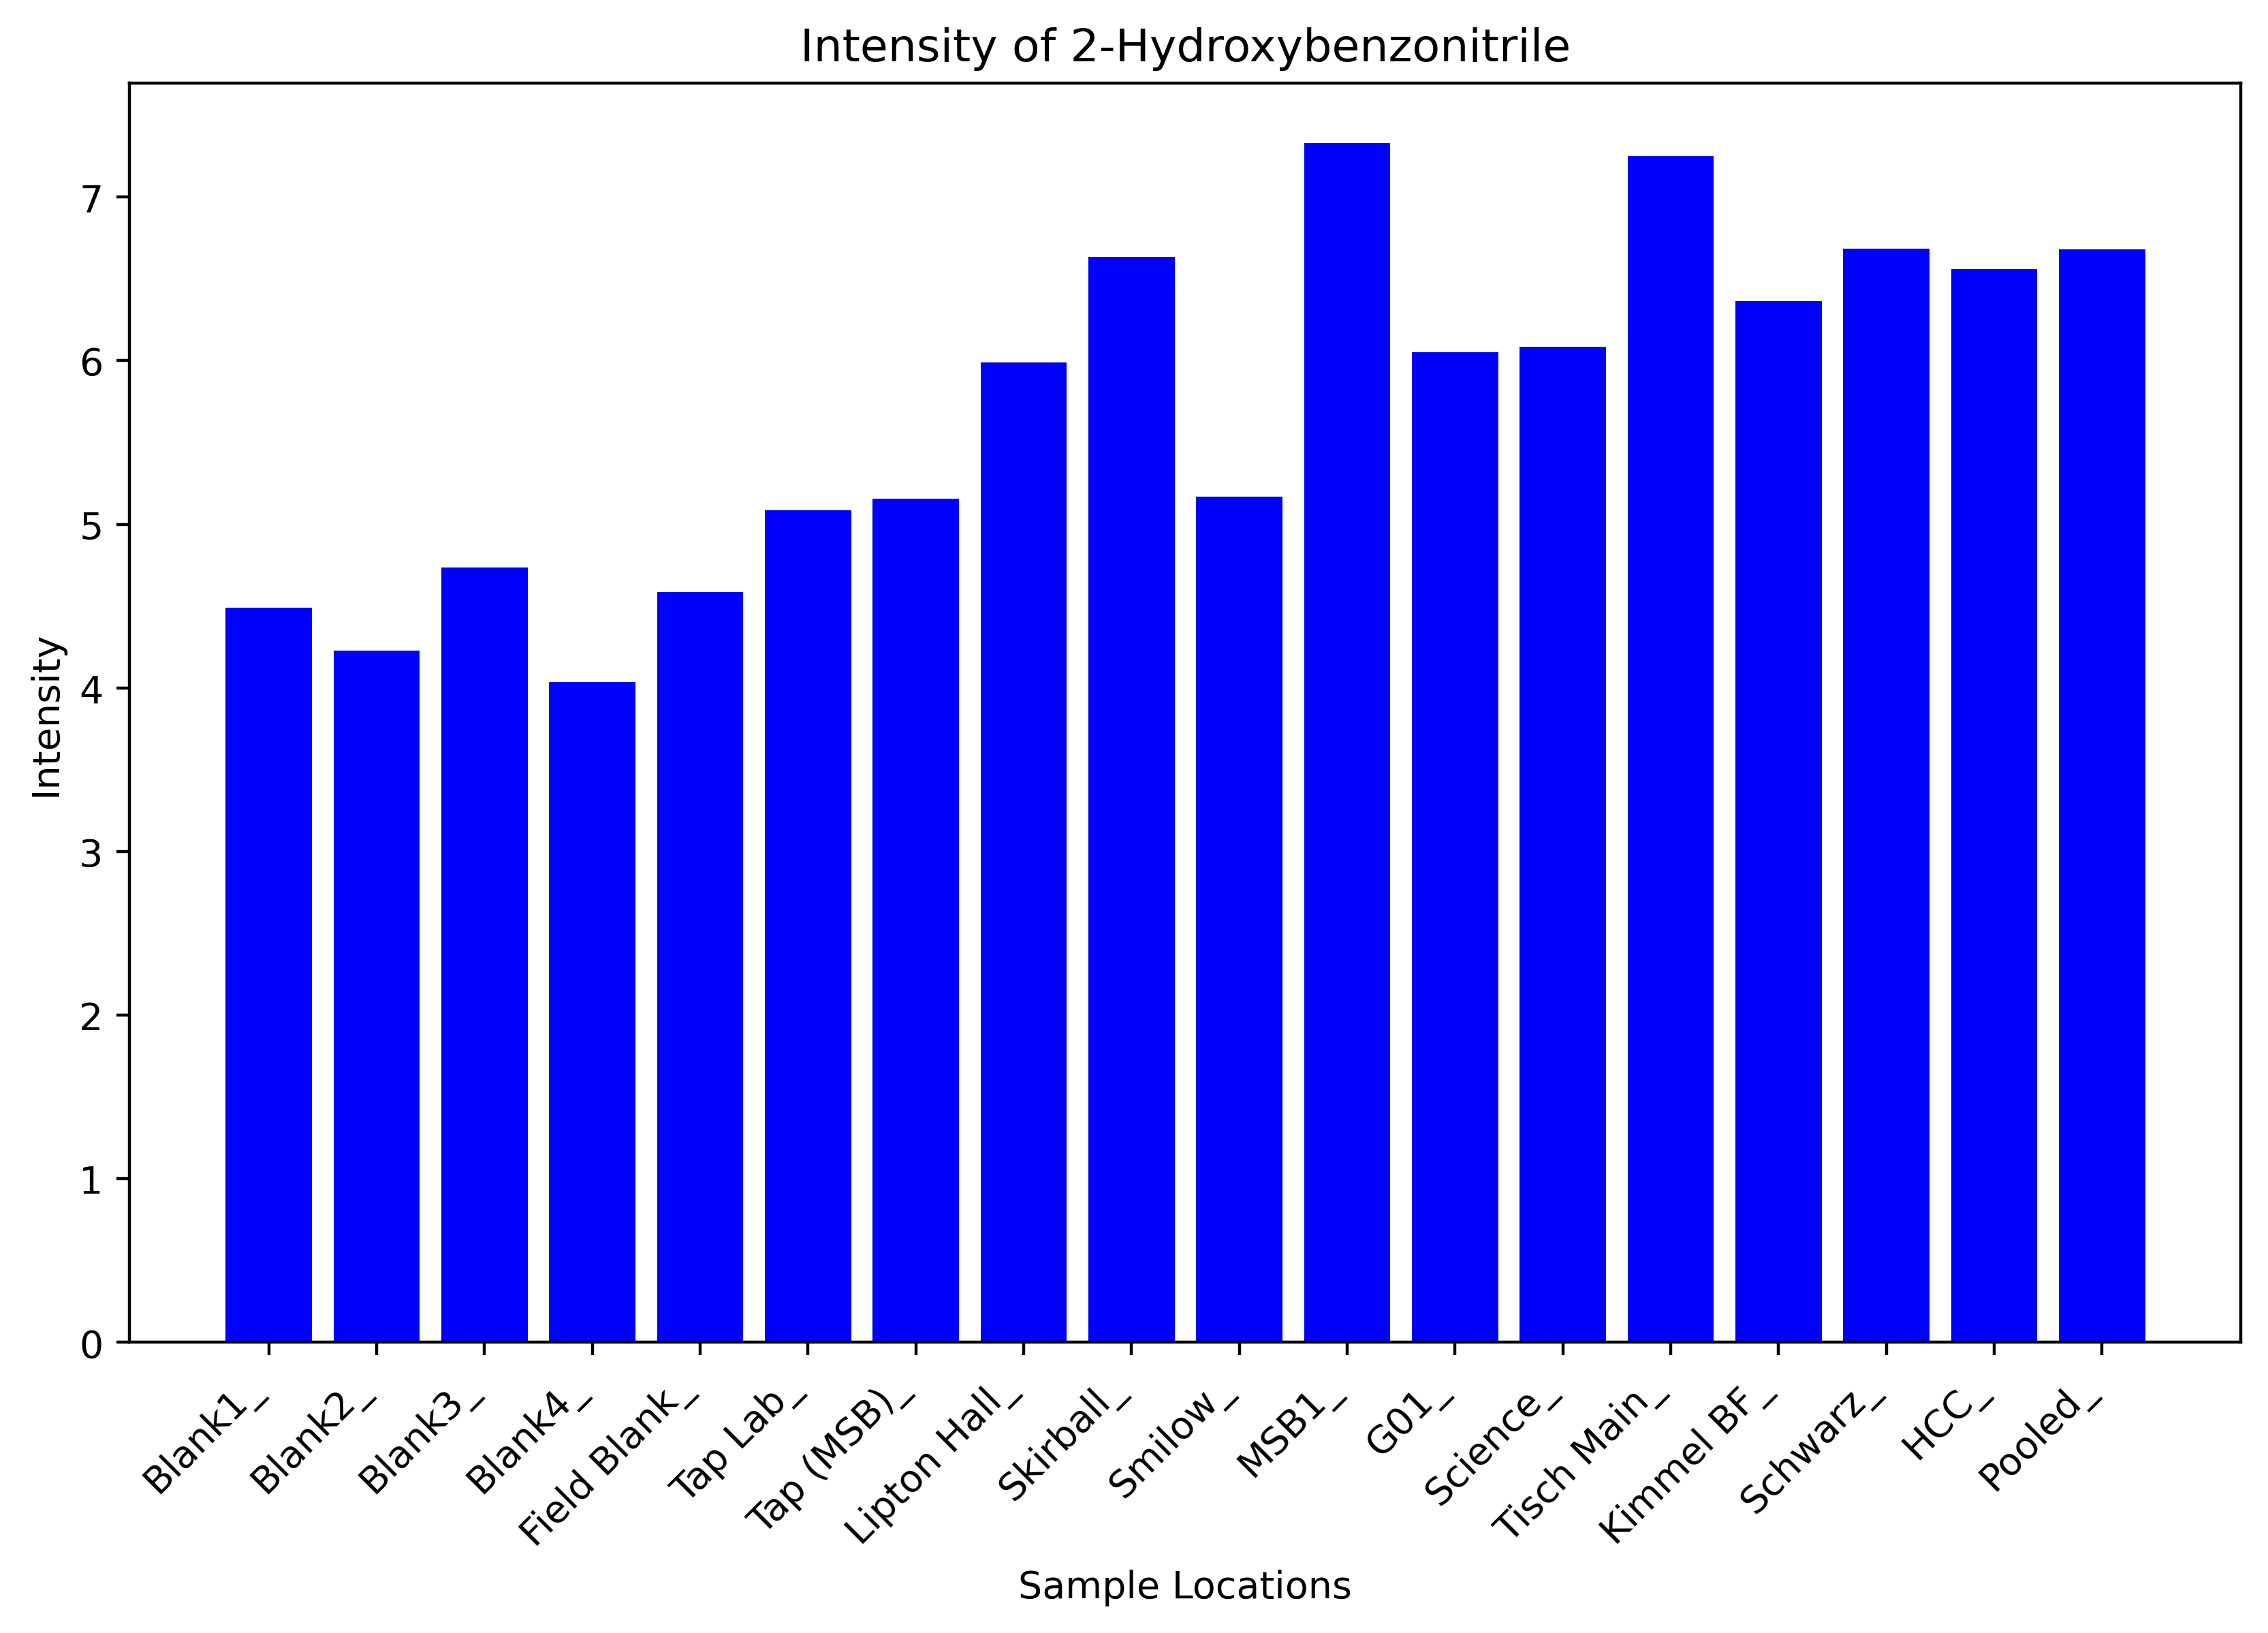 Intensity of 2-Hydroxybenzonitrile
Intensity
7
6
5
4
3
2
1
0
Blank1_
Blank2_
Blank3_
Blank4_
Field Blank_
Tap Lab_
Tap (MSB)_
Lipton Hall_
Skirball_
Smilow_
MSB1_
G01_
Science_
Tisch Main_
Kimmel BF_
Schwarz_
HCC_
Pooled_
Sample Locations